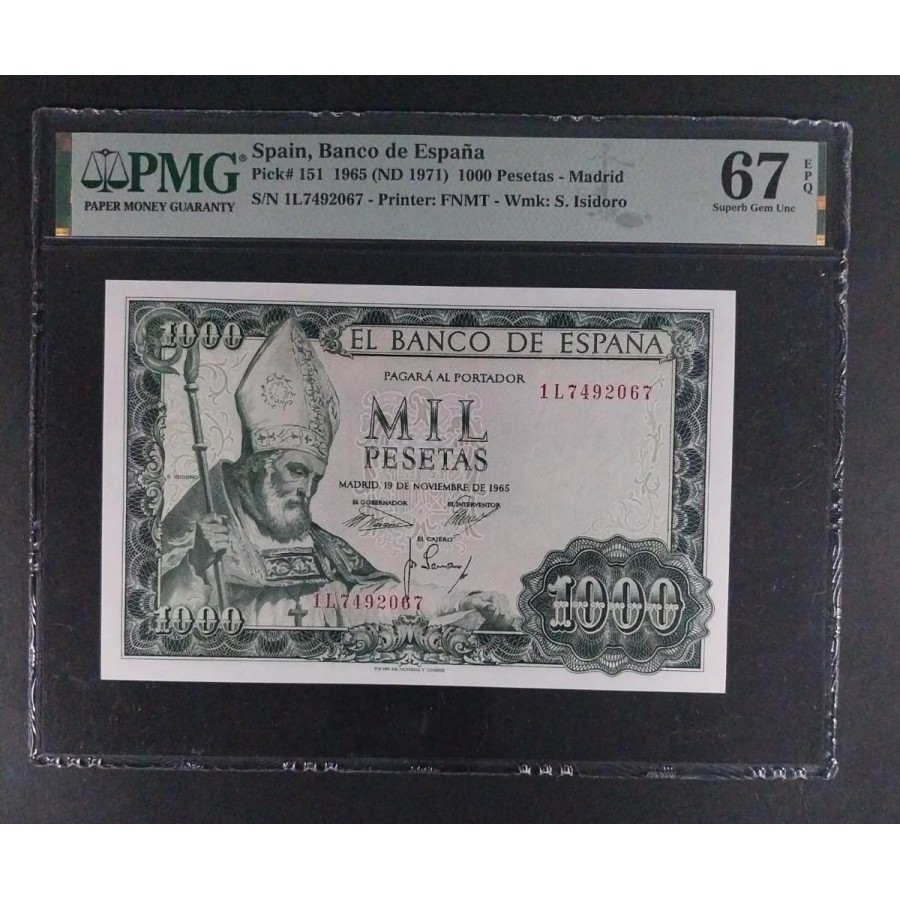 PMG®
PAPER MONEY GUARANTY
Spain, Banco de España
Pick# 151 1965 (ND 1971) 1000 Pesetas - Madrid
S/N 1L7492067 - Printer: FNMT - Wmk: S. Isidoro
67
EPQ
Superb Gem Unc
1000
EL BANCO DE ESPAÑA
PAGARÁ AL PORTADOR
1L7492067
MIL
PESETAS
MADRID, 19 DE NOVIEMBRE DE 1965
S. ISIDORO
EL GOBERNADOR
EL INTERVENTOR
EL CAJERO
1L7492067
1000
1000